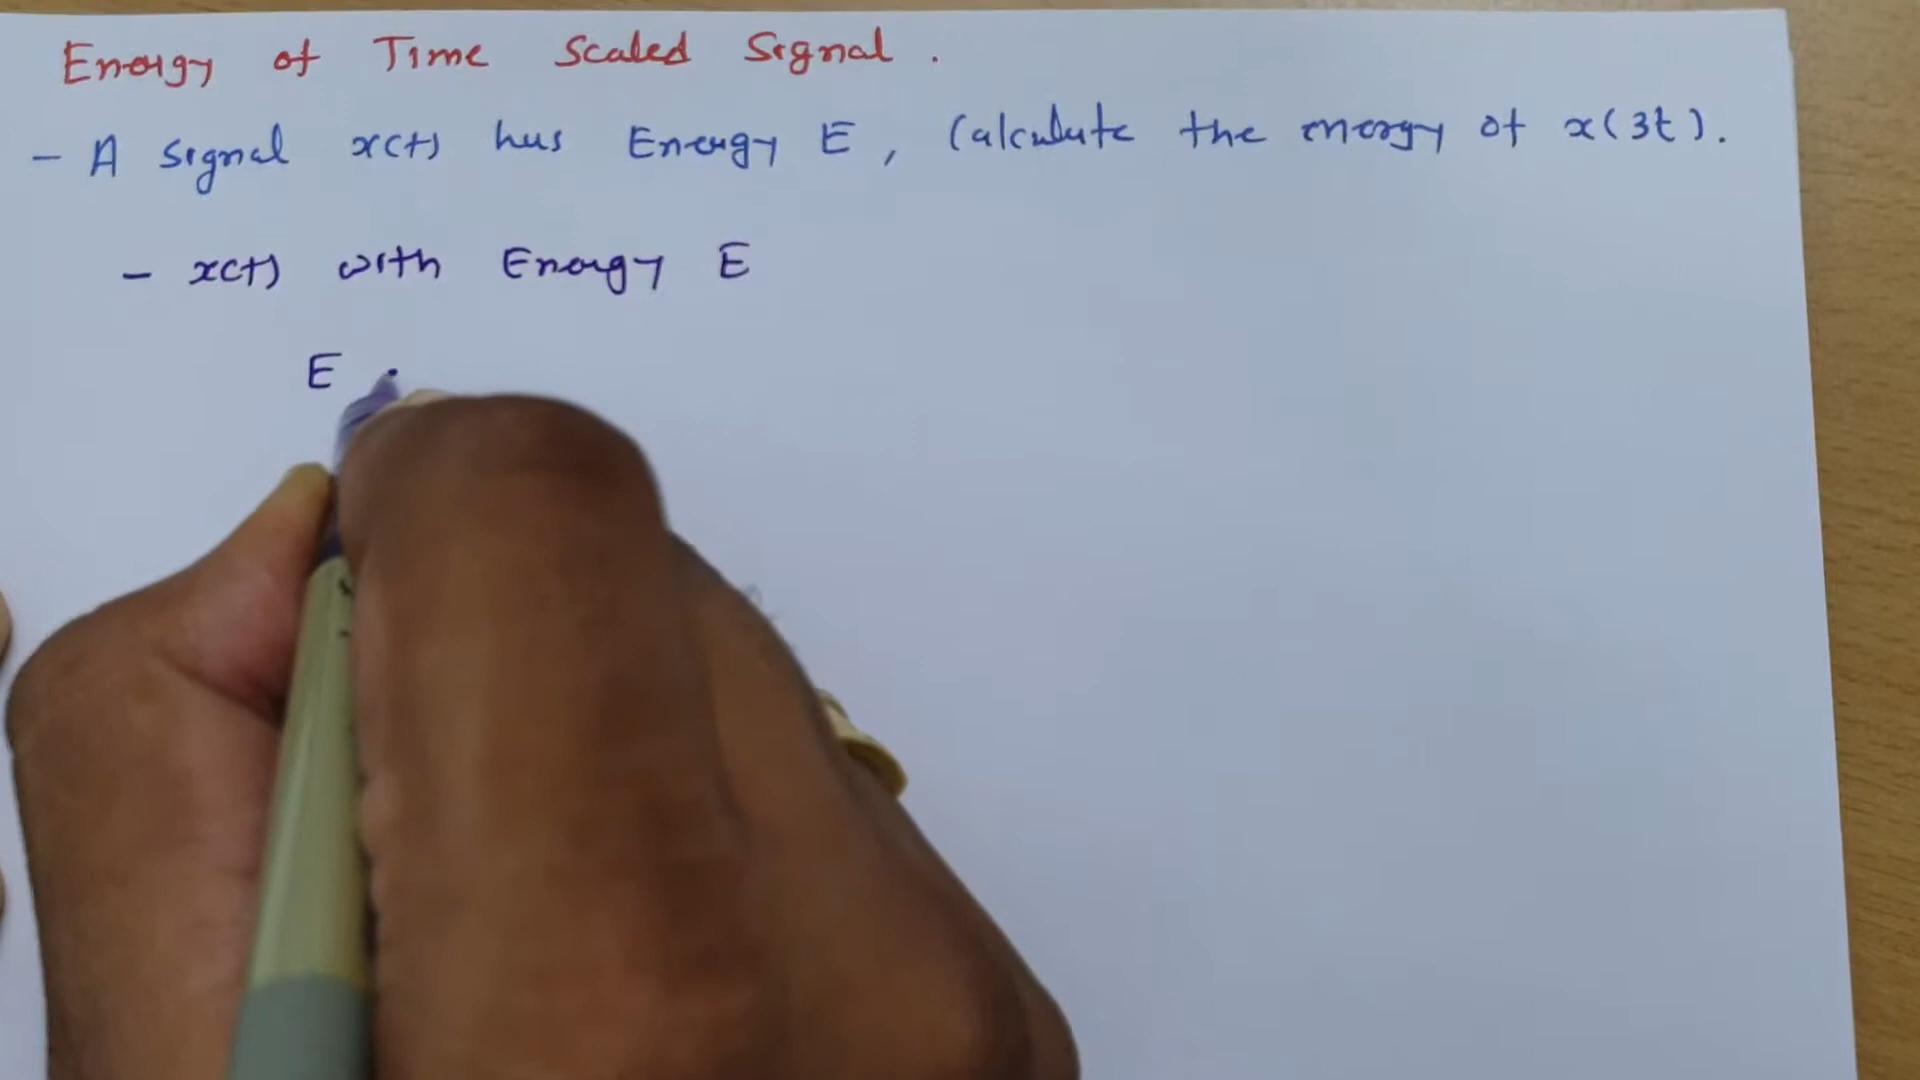 Energy of Time Scaled Signal.
- A signal x(t) has Energy E, Calculate the energy of x(3t).
- x(t) with Energy E
E